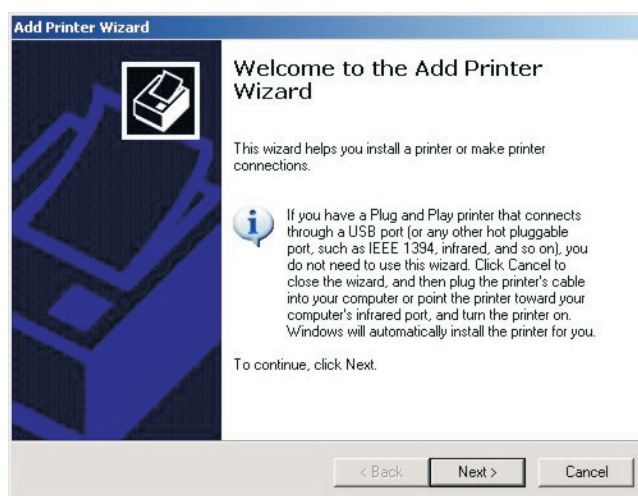 Add Printer Wizard
Welcome to the Add Printer
Wizard
This wizard helps you install a printer or make printer
connections.
If you have a Plug and Play printer that connects
through a USB port (or any other hot pluggable
port, such as IEEE 1394, infrared, and so on), you
do not need to use this wizard. Click Cancel to
close the wizard, and then plug the printer's cable
into your computer or point the printer toward your
computer's infrared port, and turn the printer on.
Windows will automatically install the printer for you.
To continue, click Next.
< Back Next > Cancel